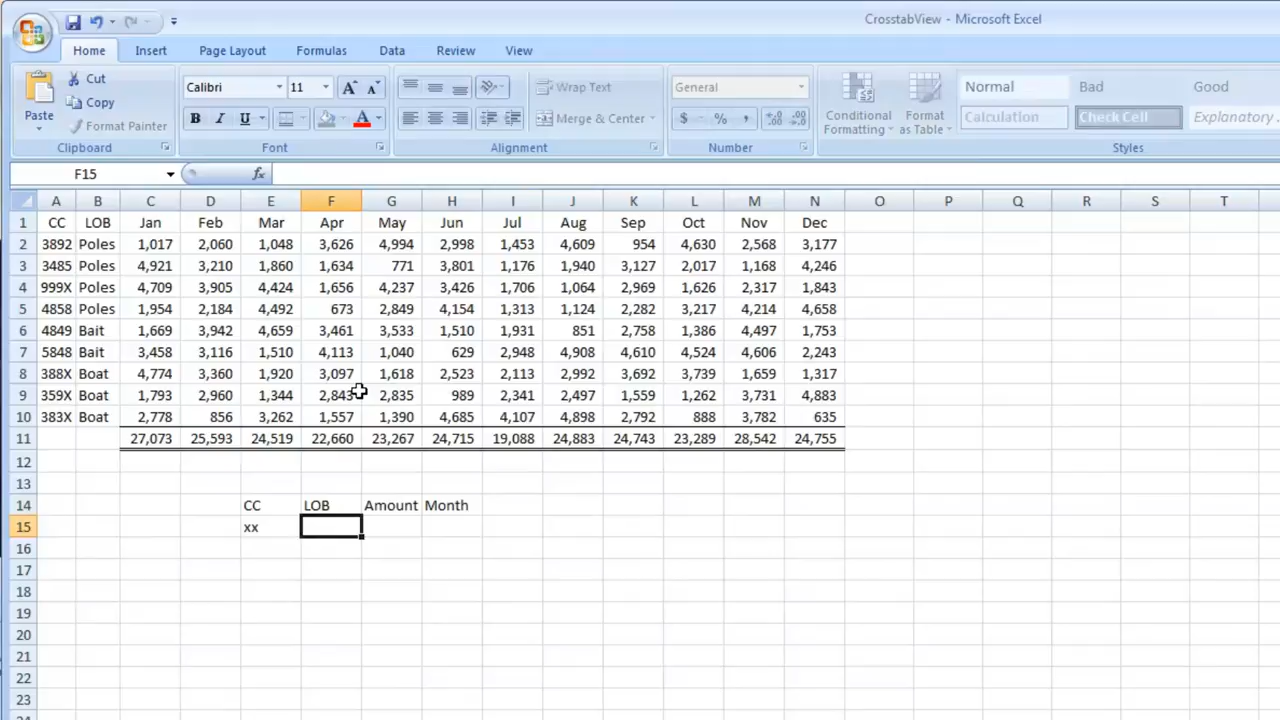 CrosstabView - Microsoft Excel
Home Insert Page Layout Formulas Data Review View
Paste
Cut
Copy
Format Painter
Clipboard
Calibri 11 A A
B I U A
Font
Wrap Text
Merge & Center
Alignment
General
$ % ,
Number
Conditional Formatting
Format as Table
Normal Bad Good
Calculation Check Cell Explanatory ...
Styles
F15 fx
A B C D E F G H I J K L M N O P Q R S T
1 CC LOB Jan Feb Mar Apr May Jun Jul Aug Sep Oct Nov Dec
2 3892 Poles 1,017 2,060 1,048 3,626 4,994 2,998 1,453 4,609 954 4,630 2,568 3,177
3 3485 Poles 4,921 3,210 1,860 1,634 771 3,801 1,176 1,940 3,127 2,017 1,168 4,246
4 999X Poles 4,709 3,905 4,424 1,656 4,237 3,426 1,706 1,064 2,969 1,626 2,317 1,843
5 4858 Poles 1,954 2,184 4,492 673 2,849 4,154 1,313 1,124 2,282 3,217 4,214 4,658
6 4849 Bait 1,669 3,942 4,659 3,461 3,533 1,510 1,931 851 2,758 1,386 4,497 1,753
7 5848 Bait 3,458 3,116 1,510 4,113 1,040 629 2,948 4,908 4,610 4,524 4,606 2,243
8 388X Boat 4,774 3,360 1,920 3,097 1,618 2,523 2,113 2,992 3,692 3,739 1,659 1,317
9 359X Boat 1,793 2,960 1,344 2,843 2,835 989 2,341 2,497 1,559 1,262 3,731 4,883
10 383X Boat 2,778 856 3,262 1,557 1,390 4,685 4,107 4,898 2,792 888 3,782 635
11 27,073 25,593 24,519 22,660 23,267 24,715 19,088 24,883 24,743 23,289 28,542 24,755
12
13
14 CC LOB Amount Month
15 xx
16
17
18
19
20
21
22
23